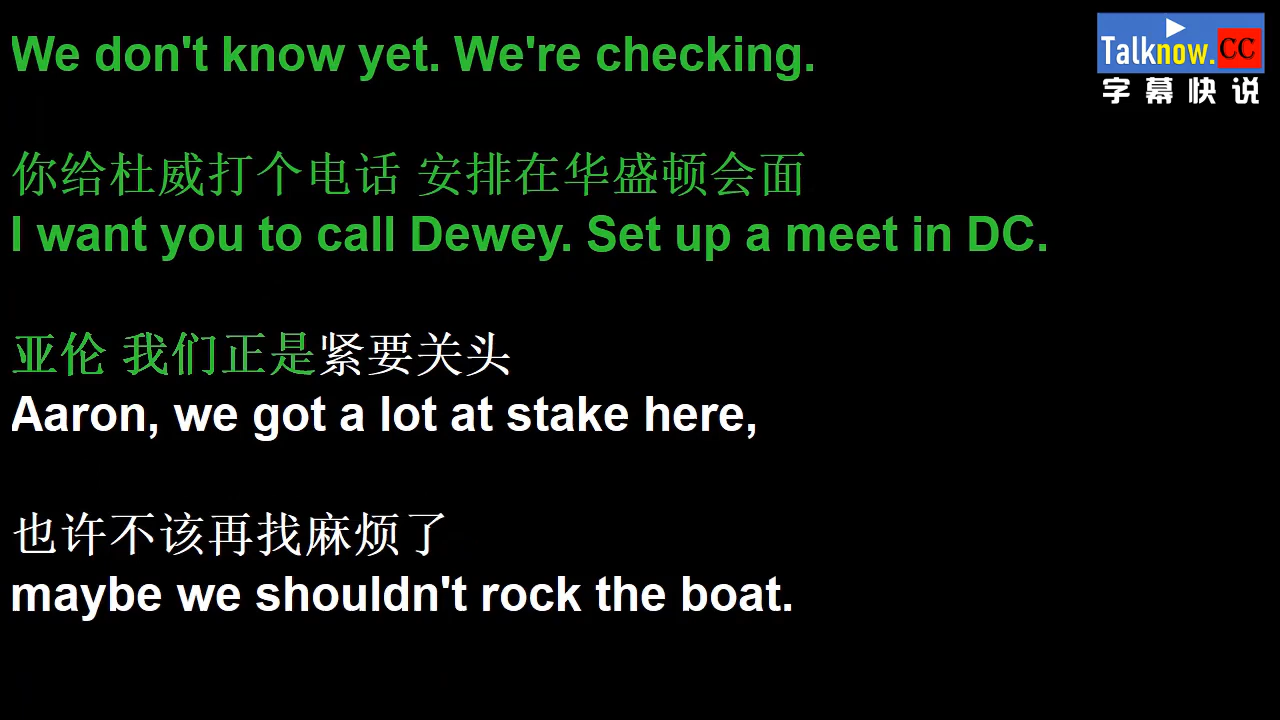 We don't know yet. We're checking.
Talknow.CC
字幕快说
你给杜威打个电话 安排在华盛顿会面
I want you to call Dewey. Set up a meet in DC.
亚伦 我们正是紧要关头
Aaron, we got a lot at stake here,
也许不该再找麻烦了
maybe we shouldn't rock the boat.